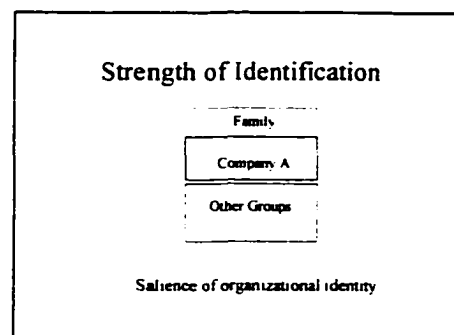 Strength of Identification
Family
Company A
Other Groups
Salience of organizational identity